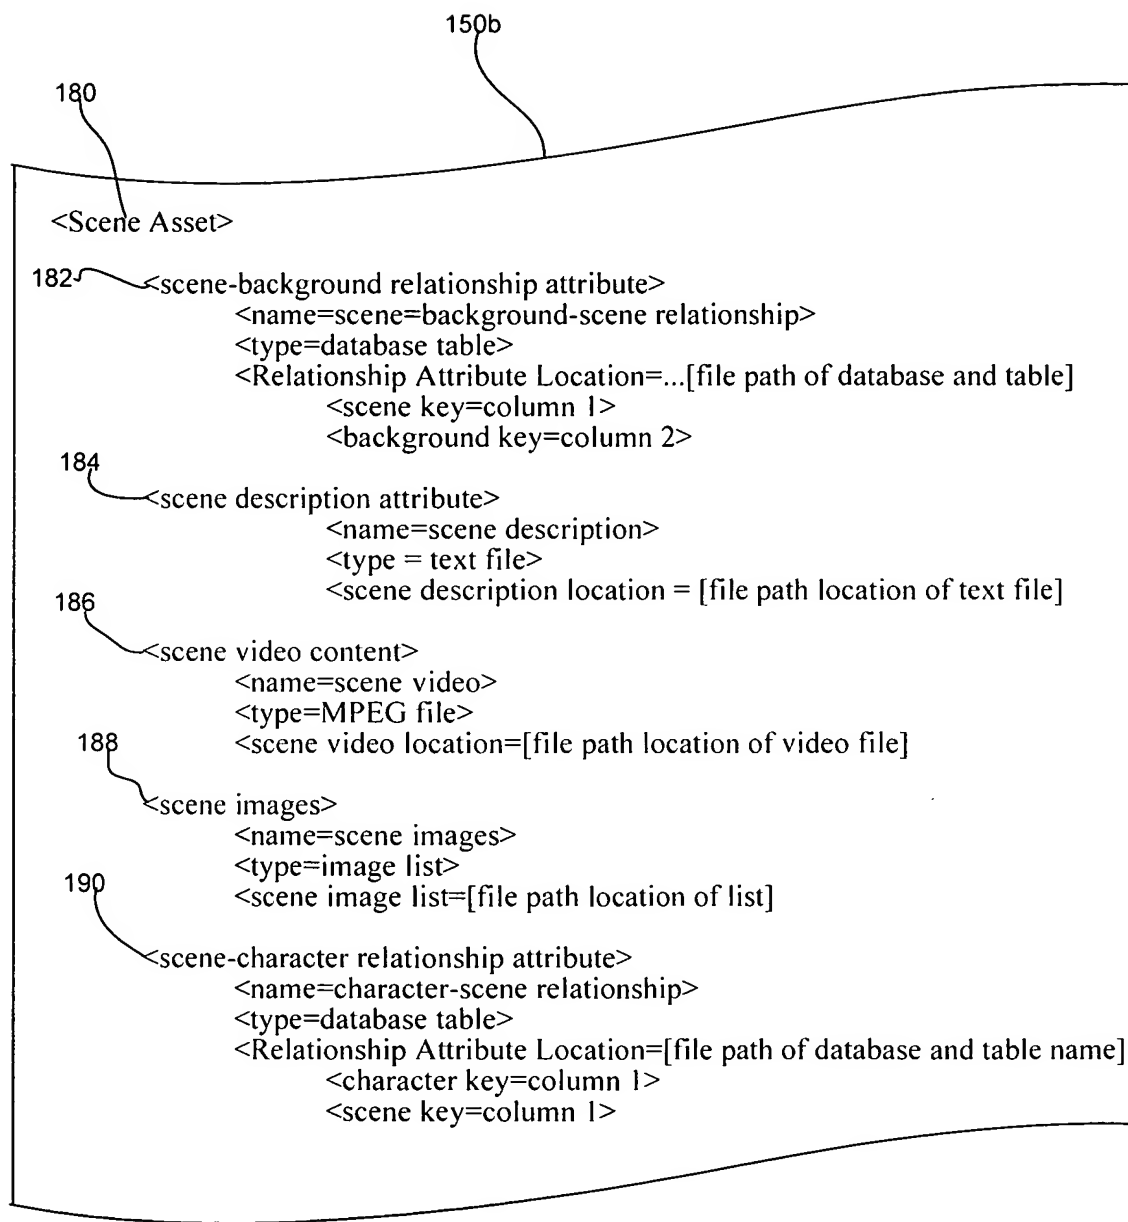 150b
180
<Scene Asset>
182
<scene-background relationship attribute>
<name=scene=background-scene relationship>
<type=database table>
<Relationship Attribute Location=...[file path of database and table]
<scene key=column 1>
<background key=column 2>
184
<scene description attribute>
<name=scene description>
<type = text file>
<scene description location = [file path location of text file]
186
<scene video content>
<name=scene video>
<type=MPEG file>
<scene video location=[file path location of video file]
188
<scene images>
<name=scene images>
<type=image list>
<scene image list=[file path location of list]
190
<scene-character relationship attribute>
<name=character-scene relationship>
<type=database table>
<Relationship Attribute Location=[file path of database and table name]
<character key=column 1>
<scene key=column 1>